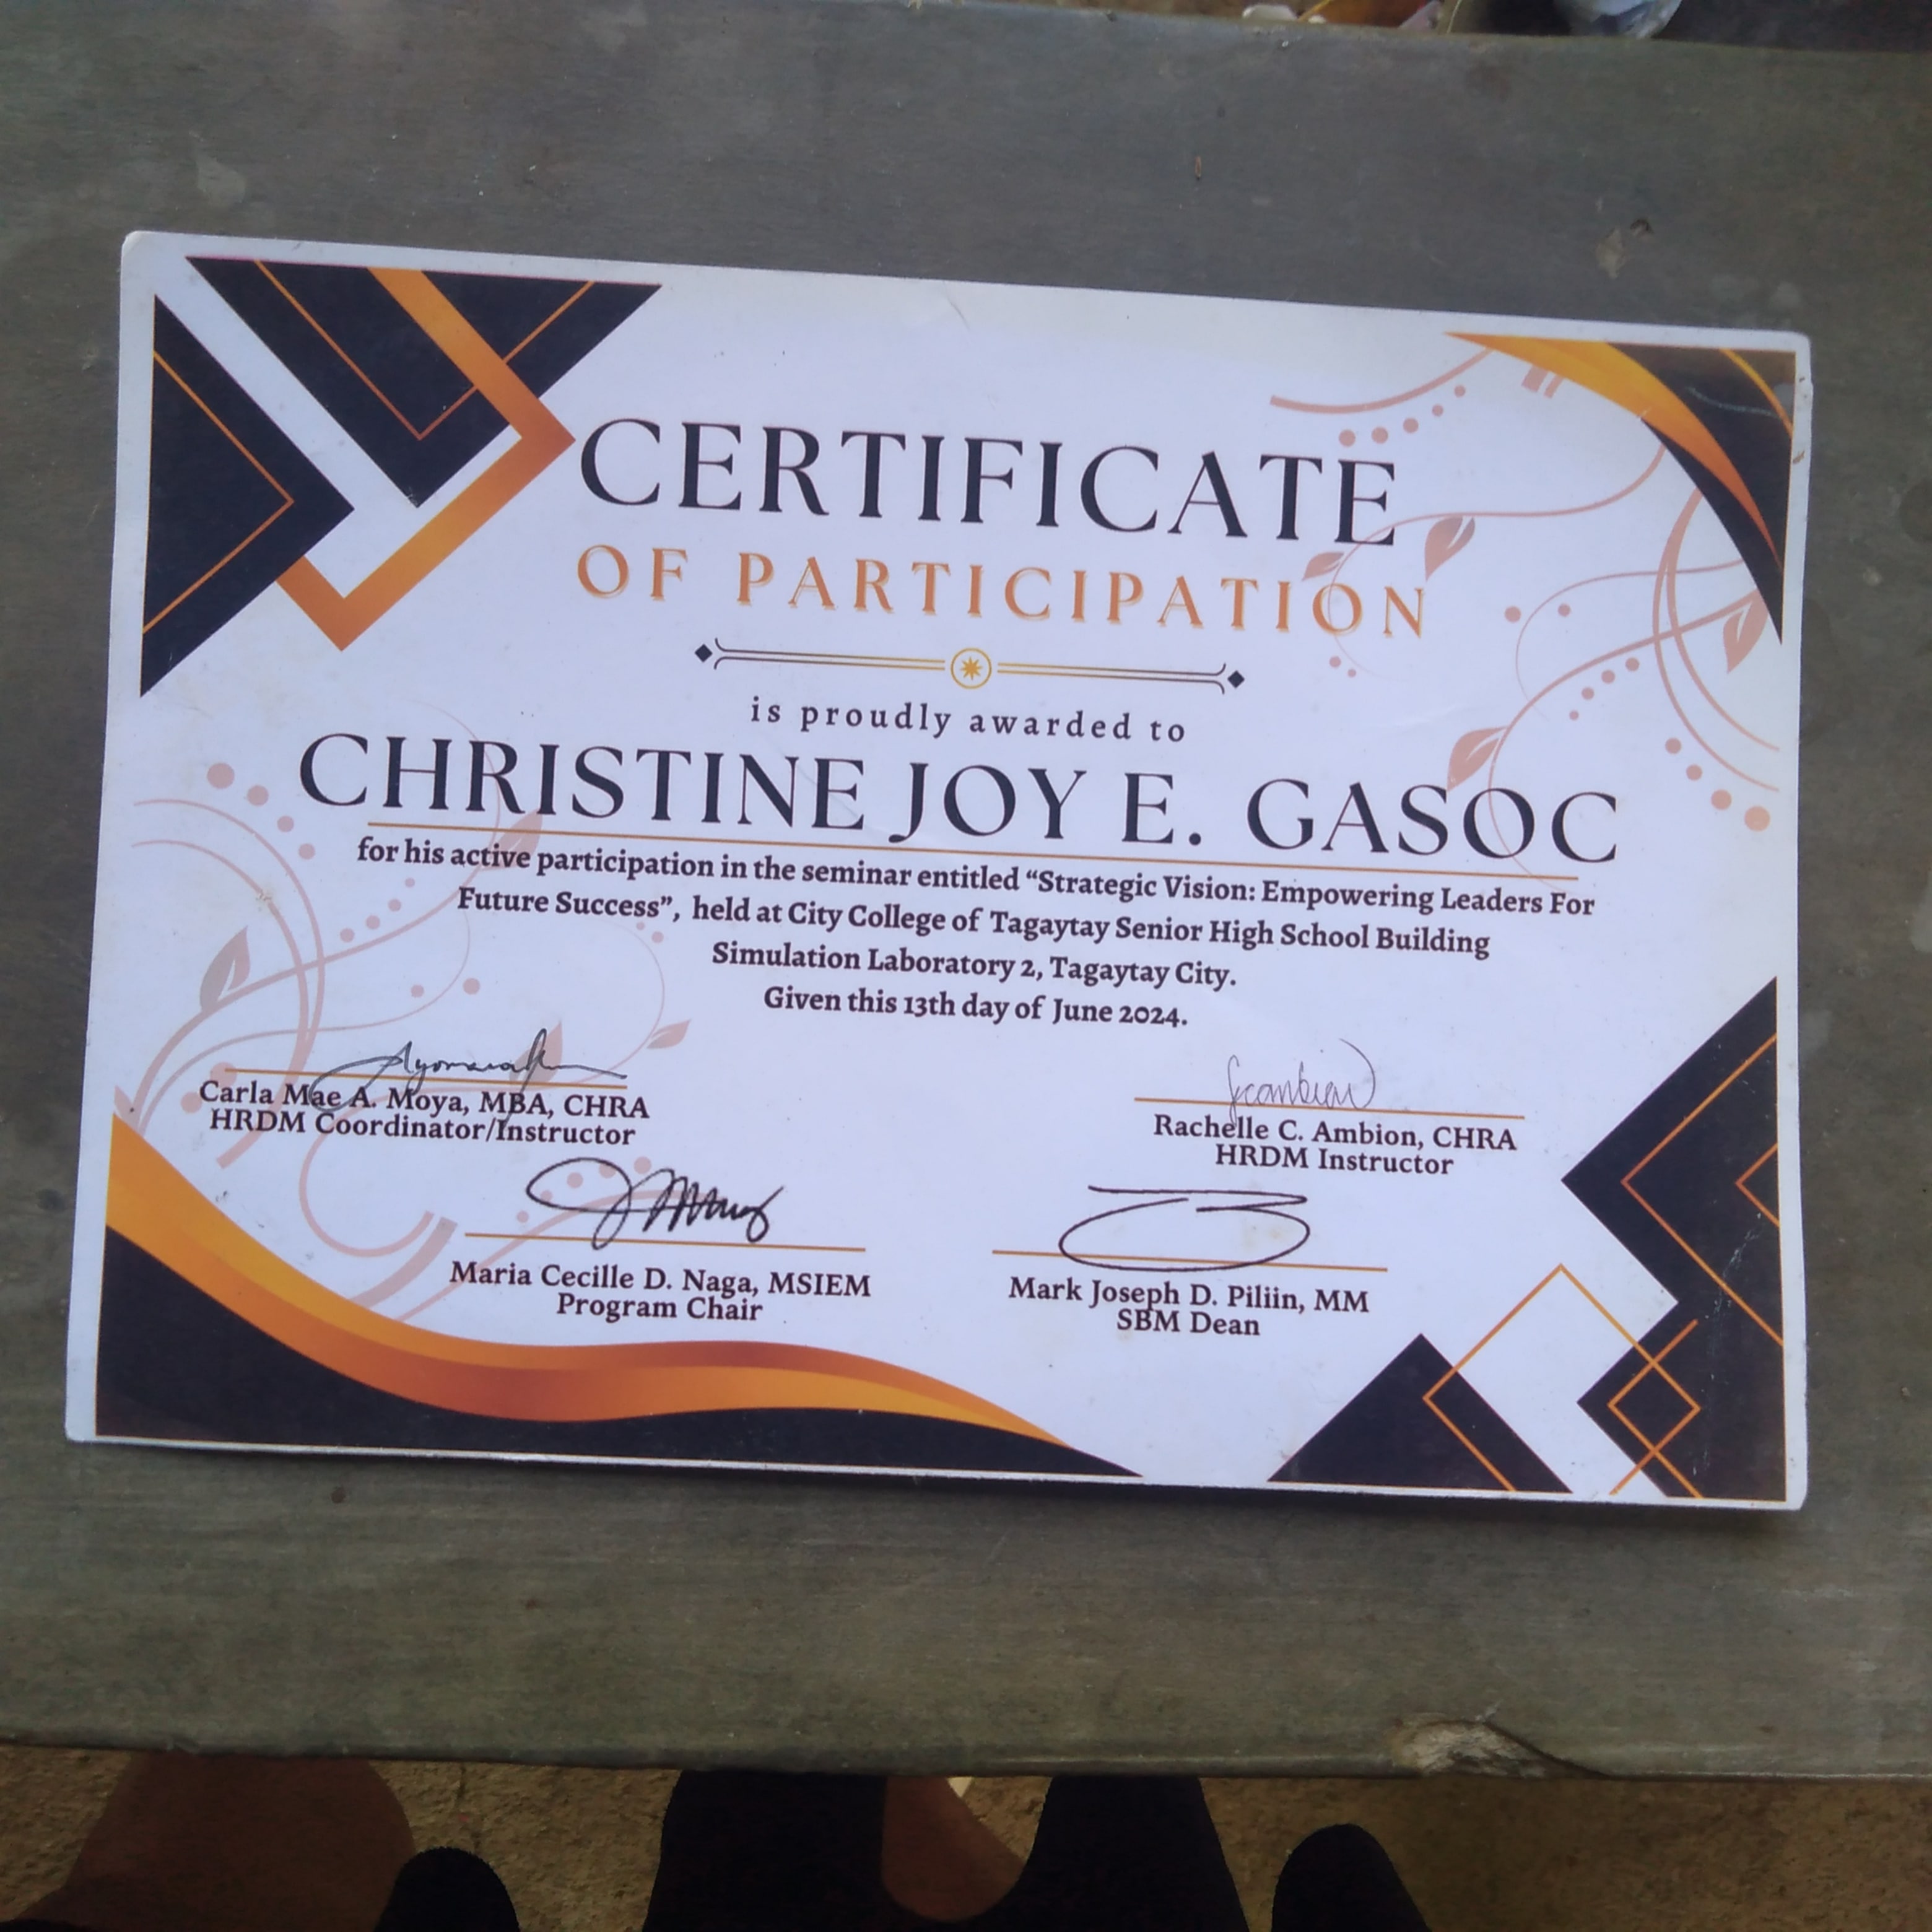 CERTIFICATE
OF PARTICIPATION
is proudly awarded to
CHRISTINE JOY E. GASOC
for his active participation in the seminar entitled “Strategic Vision: Empowering Leaders For
Future Success”, held at City College of Tagaytay Senior High School Building
Simulation Laboratory 2, Tagaytay City.
Given this 13th day of June 2024.
Carla Mae A. Moya, MBA, CHRA
HRDM Coordinator/Instructor
Rachelle C. Ambion, CHRA
HRDM Instructor
Maria Cecille D. Naga, MSIEM
Program Chair
Mark Joseph D. Piliin, MM
SBM Dean